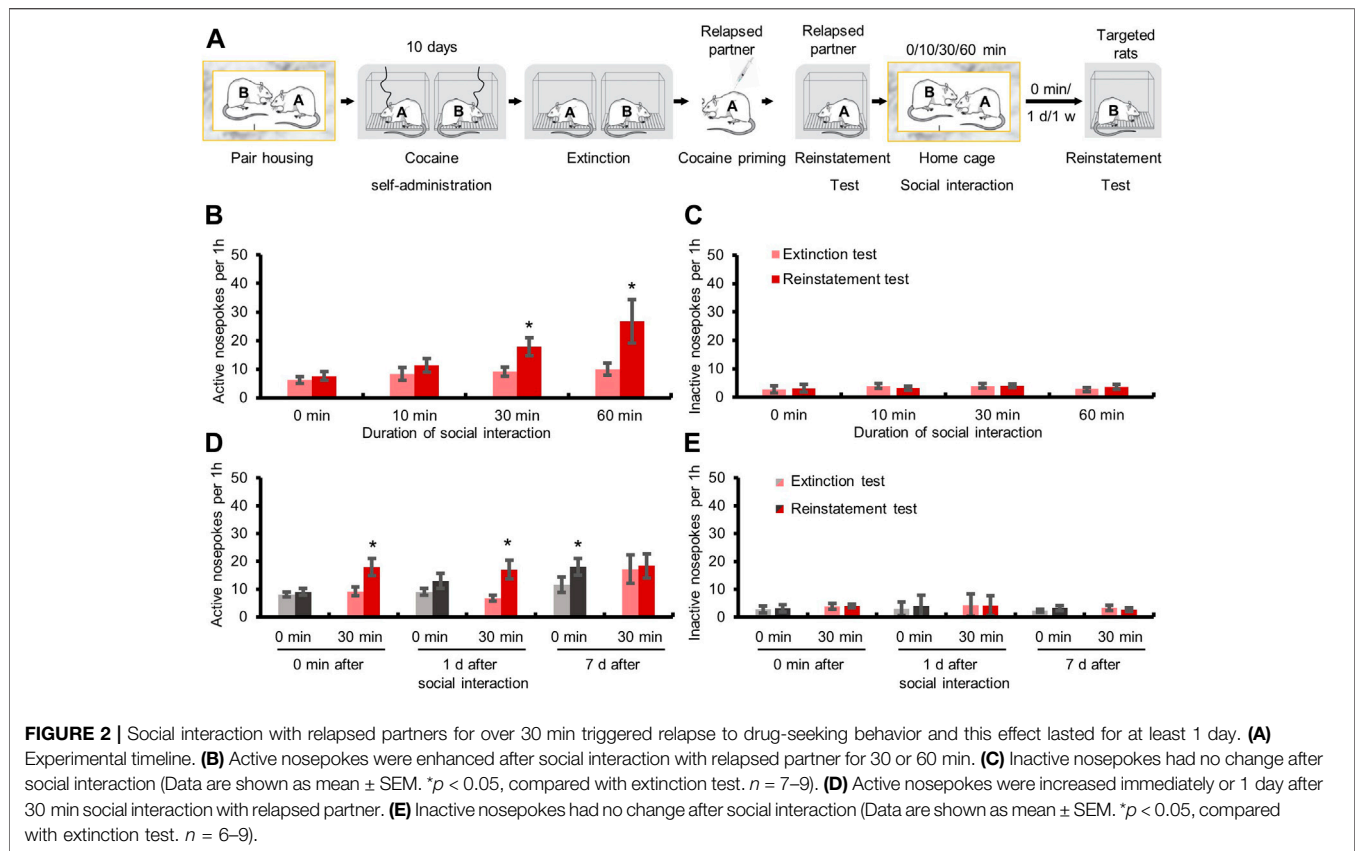 A
10 days
Relapsed
partner
Relapsed
partner
0/10/30/60 min
Targeted
rats
B
A
A
B
A
B
A
A
B
A
0 min/
1 d/1 w
B
Pair housing
Cocaine
self-administration
Extinction
Cocaine priming
Reinstatement
Test
Home cage
Social interaction
Reinstatement
Test
B
Active nosepokes per 1h
50
40
30
20
10
0
*
*
0 min
10 min
30 min
60 min
Duration of social interaction
C
Inactive nosepokes per 1h
50
40
30
20
10
0
Extinction test
Reinstatement test
0 min
10 min
30 min
60 min
Duration of social interaction
D
Active nosepokes per 1h
50
40
30
20
10
0
*
*
*
0 min
30 min
0 min
30 min
0 min
30 min
0 min after
1 d after
7 d after
social interaction
E
Inactive nosepokes per 1h
50
40
30
20
10
0
Extinction test
Reinstatement test
0 min
30 min
0 min
30 min
0 min
30 min
0 min after
1 d after
7 d after
social interaction
FIGURE 2 | Social interaction with relapsed partners for over 30 min triggered relapse to drug-seeking behavior and this effect lasted for at least 1 day. (A)
Experimental timeline. (B) Active nosepokes were enhanced after social interaction with relapsed partner for 30 or 60 min. (C) Inactive nosepokes had no change after
social interaction (Data are shown as mean ± SEM. *p < 0.05, compared with extinction test. n = 7–9). (D) Active nosepokes were increased immediately or 1 day after
30 min social interaction with relapsed partner. (E) Inactive nosepokes had no change after social interaction (Data are shown as mean ± SEM. *p < 0.05, compared
with extinction test. n = 6–9).